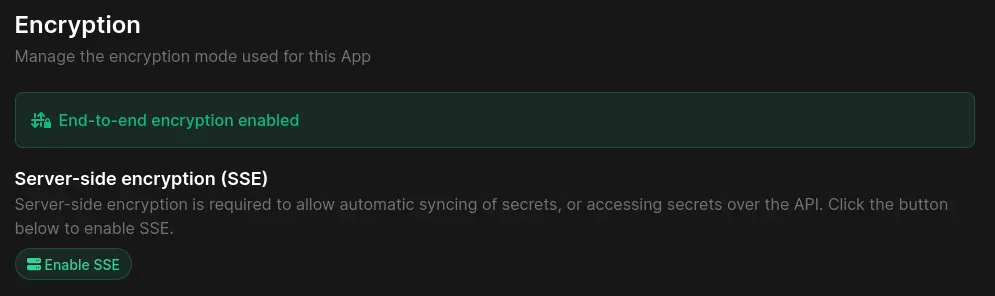 Encryption
Manage the encryption mode used for this App
End-to-end encryption enabled
Server-side encryption (SSE)
Server-side encryption is required to allow automatic syncing of secrets, or accessing secrets over the API. Click the button
below to enable SSE.
Enable SSE